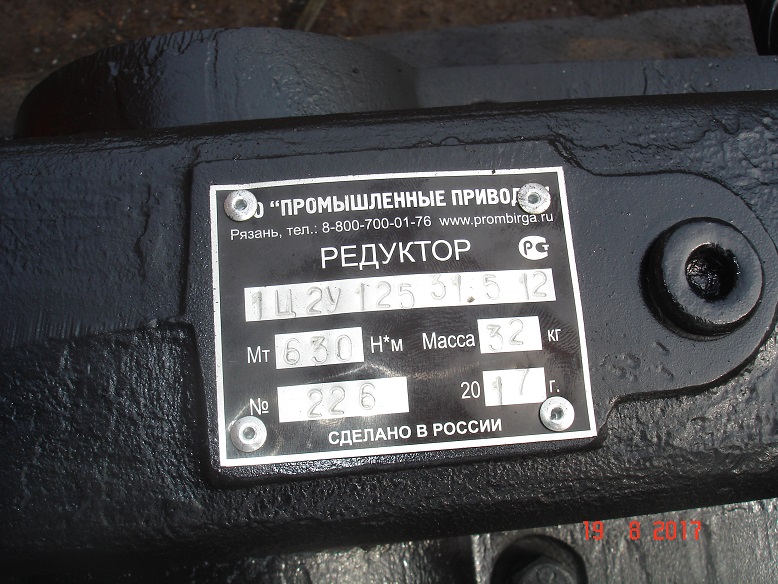 "ПРОМЫШЛЕННЫЕ
Рязань, тел.: 8-800-700-01-76 www.prombirga.ru
РЕДУКТОР РСТ
1Ц2У 125 31.5 12
Мт 630 Н*м Масса 32 кг
№ 226 2017 г.
СДЕЛАНО В РОССИИ
19 8 2017